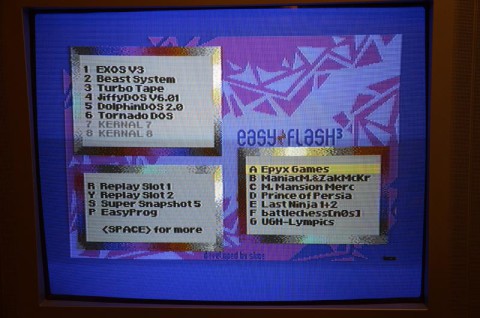 1 EXOS V3
2 Beast System
3 Turbo Tape
4 JiffyDOS V6.01
5 DolphinDOS 2.0
6 Tornado DOS
7 KERNAL 7
8 KERNAL 8
EASY FLASH³
R Replay Slot 1
Y Replay Slot 2
S Super Snapshot 5
P EasyProg
<SPACE> for more
A Epyx Games
B ManiacM.&ZakMcKr
C M. Mansion Merc
D Prince of Persia
E Last Ninja 1+2
F battlechess[n0s]
G UGH-Lympics